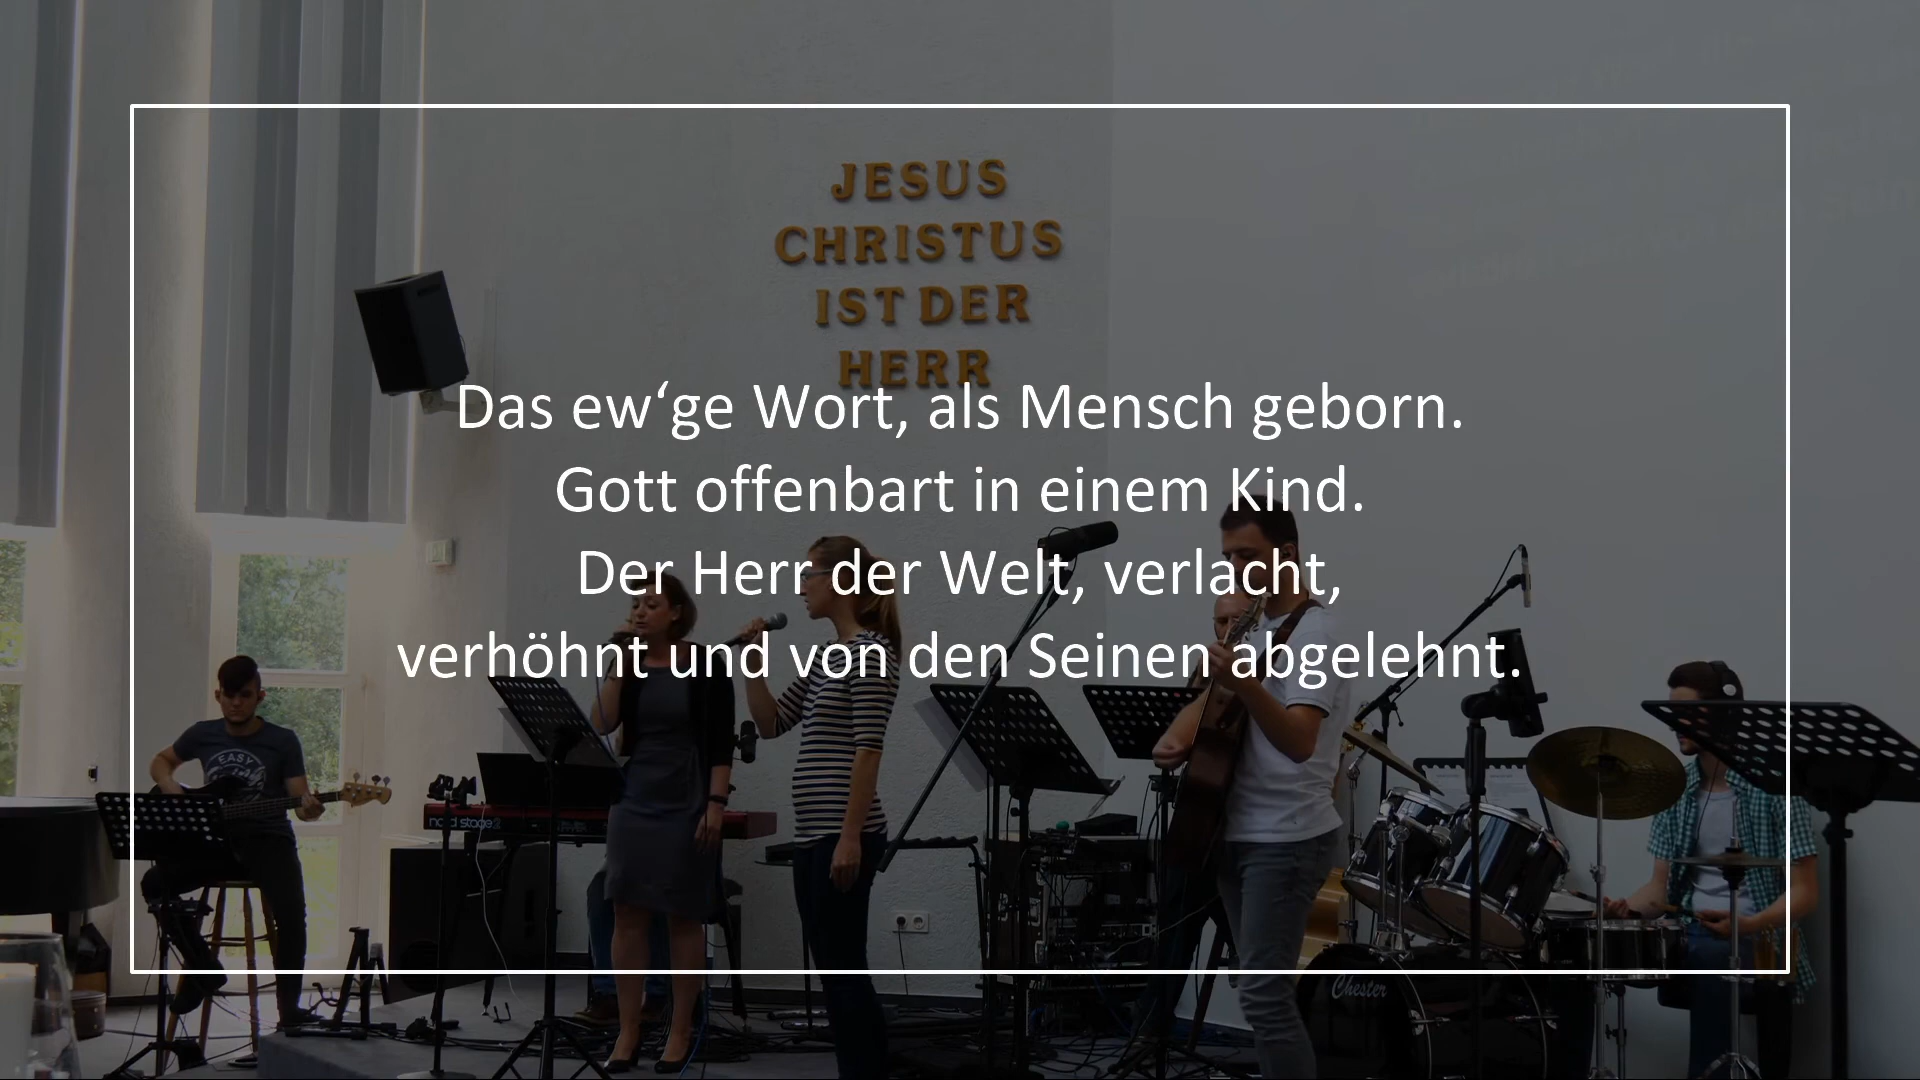 JESUS
CHRISTUS
IST DER
HERR
Das ew‘ge Wort, als Mensch geborn.
Gott offenbart in einem Kind.
Der Herr der Welt, verlacht,
verhöhnt und von den Seinen abgelehnt.
EASY
nord stage 2
Chester